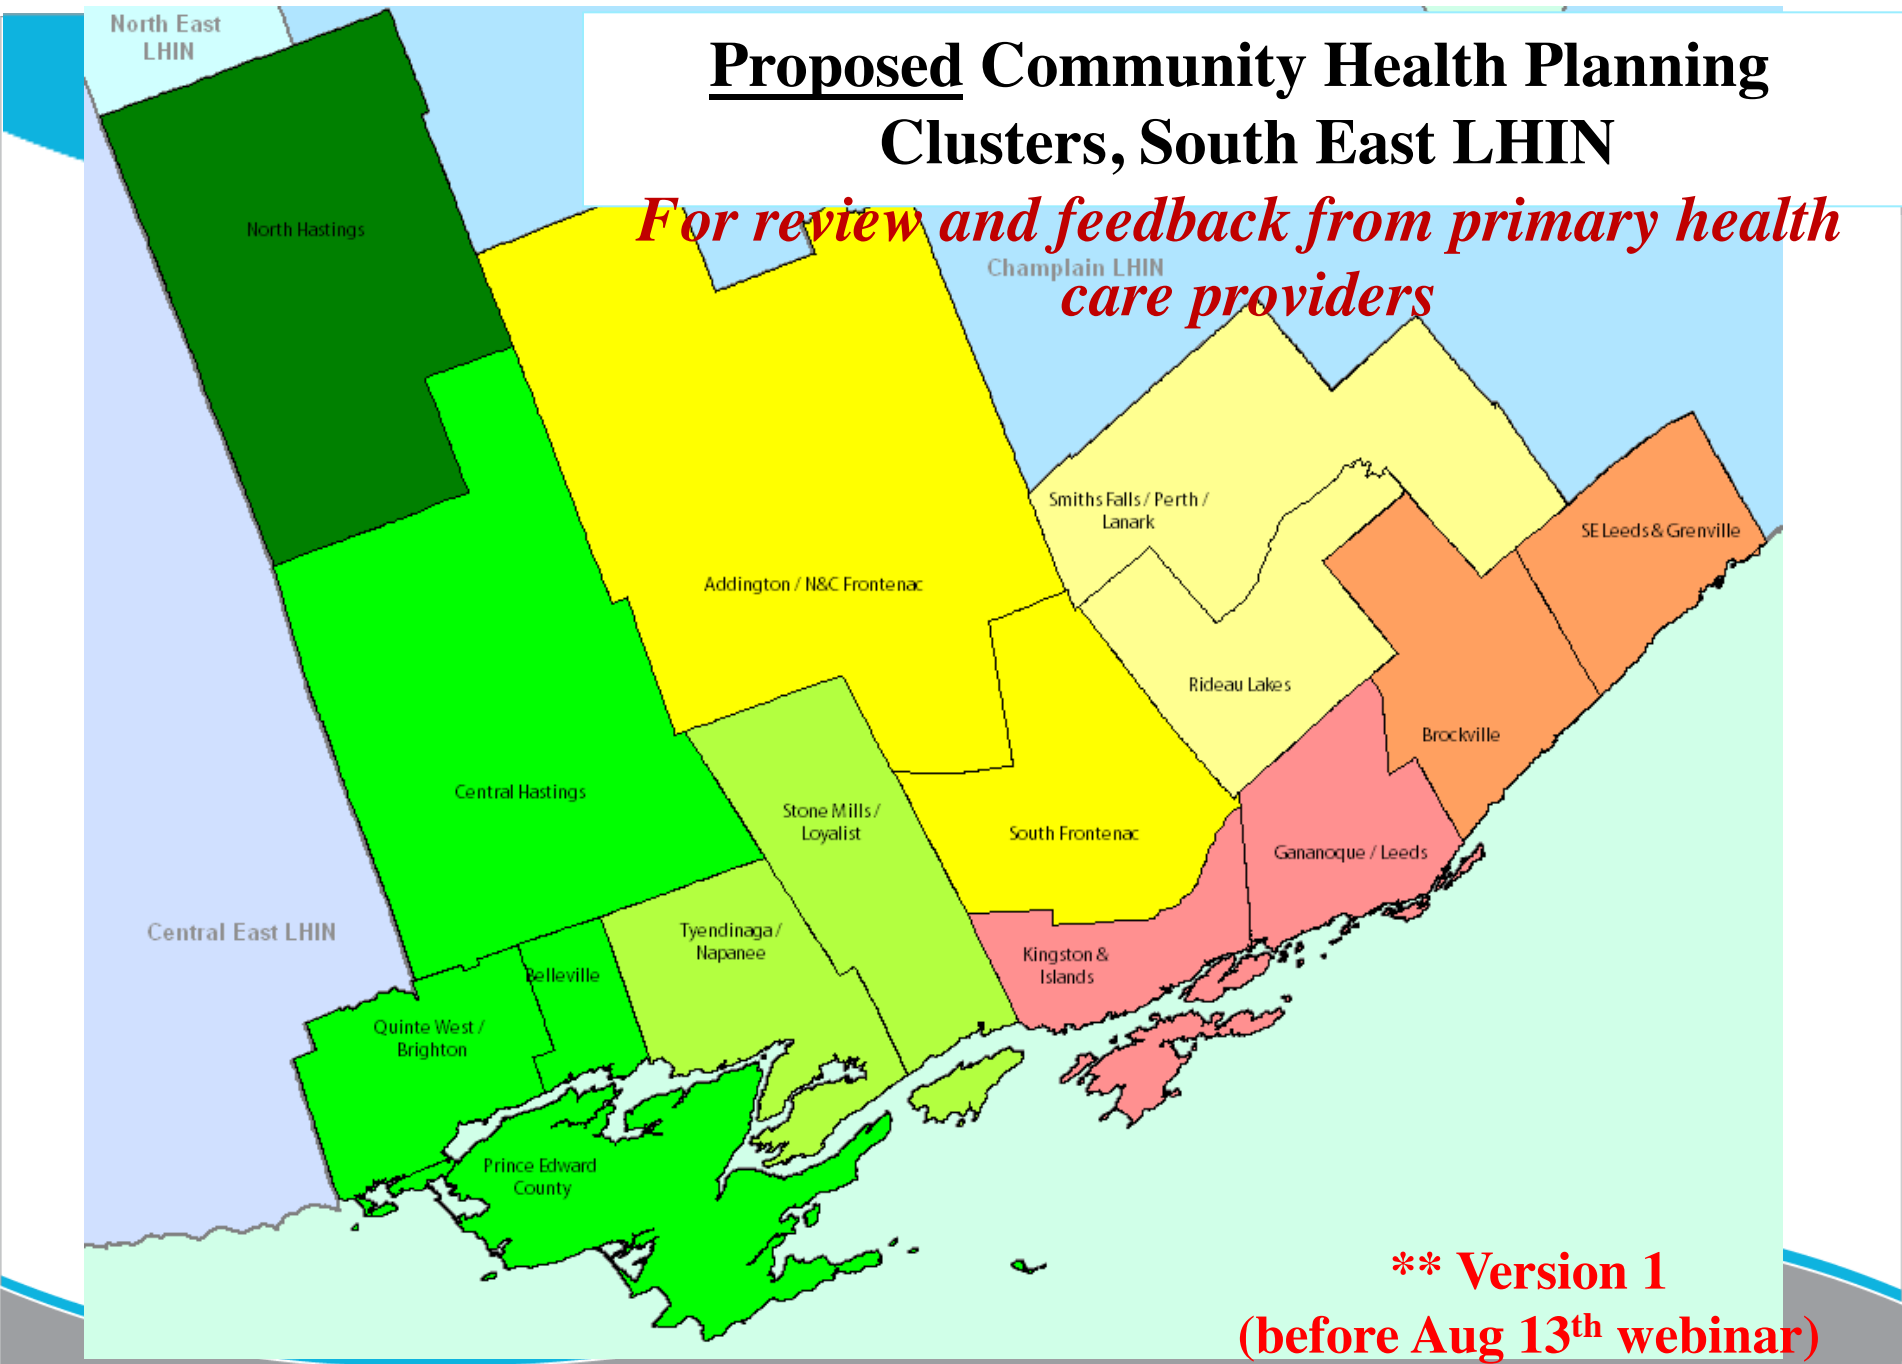 North East
LHIN
Proposed Community Health Planning
Clusters, South East LHIN
For review and feedback from primary health
care providers
Champlain LHIN
North Hastings
Smiths Falls / Perth /
Lanark
SE Leeds & Grenville
Addington / N&C Frontenac
Rideau Lakes
Brockville
Central Hastings
Stone Mills /
Loyalist
South Frontenac
Gananoque / Leeds
Central East LHIN
Tyendinaga /
Napanee
Kingston &
Islands
Belleville
Quinte West /
Brighton
Prince Edward
County
** Version 1
(before Aug 13th webinar)